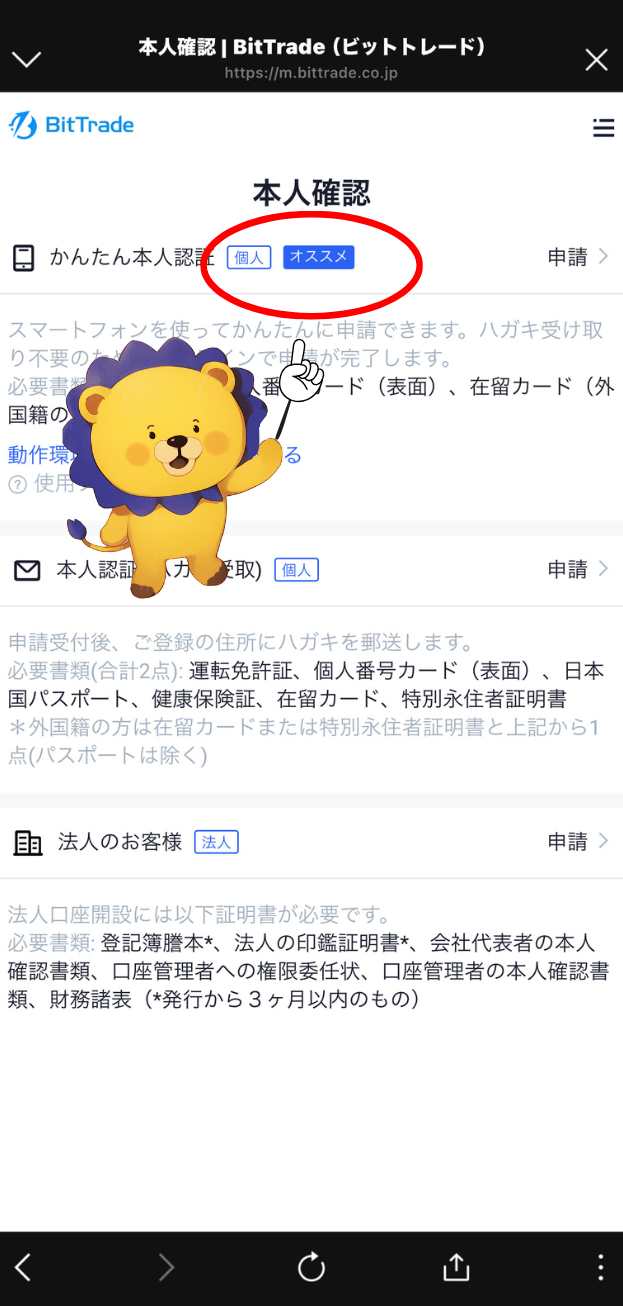 本人確認 | BitTrade（ビットトレード）
https://m.bittrade.co.jp
BitTrade
本人確認
かんたん本人認証 個人 オススメ 申請
スマートフォンを使ってかんたんに申請できます。ハガキ受け取
り不要のため インで申請が完了します。
必要書類 人番 カード（表面）、在留カード（外
国籍の
動作環 る
使用
本人認証 ガ 受取) 個人 申請
申請受付後、ご登録の住所にハガキを郵送します。
必要書類(合計2点): 運転免許証、個人番号カード（表面）、日本
国パスポート、健康保険証、在留カード、特別永住者証明書
＊外国籍の方は在留カードまたは特別永住者証明書と上記から1
点(パスポートは除く)
法人のお客様 法人 申請
法人口座開設には以下証明書が必要です。
必要書類: 登記簿謄本*、法人の印鑑証明書*、会社代表者の本人
確認書類、口座管理者への権限委任状、口座管理者の本人確認書
類、財務諸表（*発行から３ヶ月以内のもの）